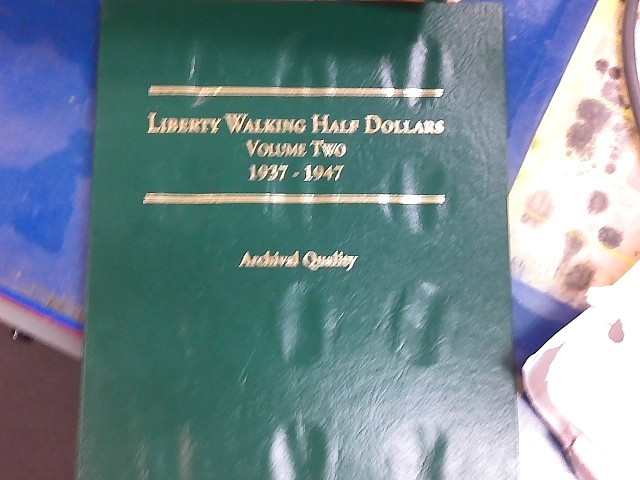 LIBERTY WALKING HALF DOLLARS
VOLUME TWO
1937 - 1947
Archival Quality